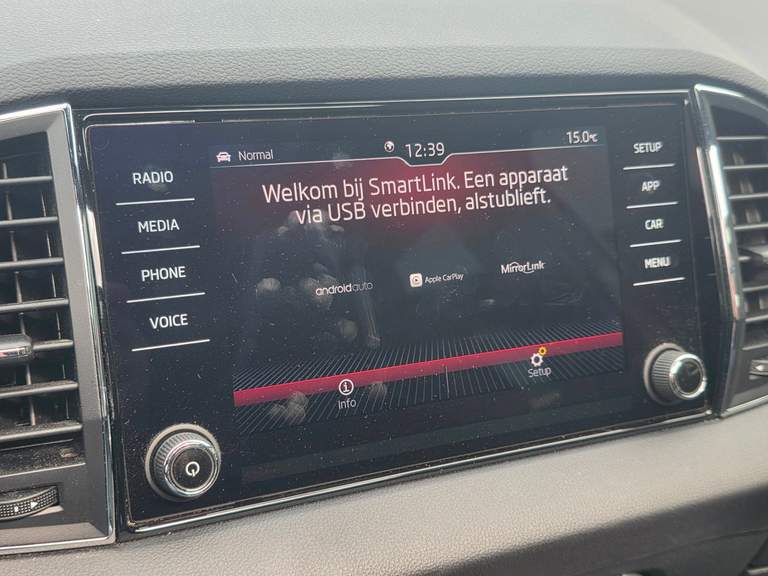 Normal
12:39
15.0°C
RADIO
MEDIA
PHONE
VOICE
Welkom bij SmartLink. Een apparaat
via USB verbinden, alstublieft.
androidauto
Apple CarPlay
MirrorLink
Info
Setup
SETUP
APP
CAR
MENU